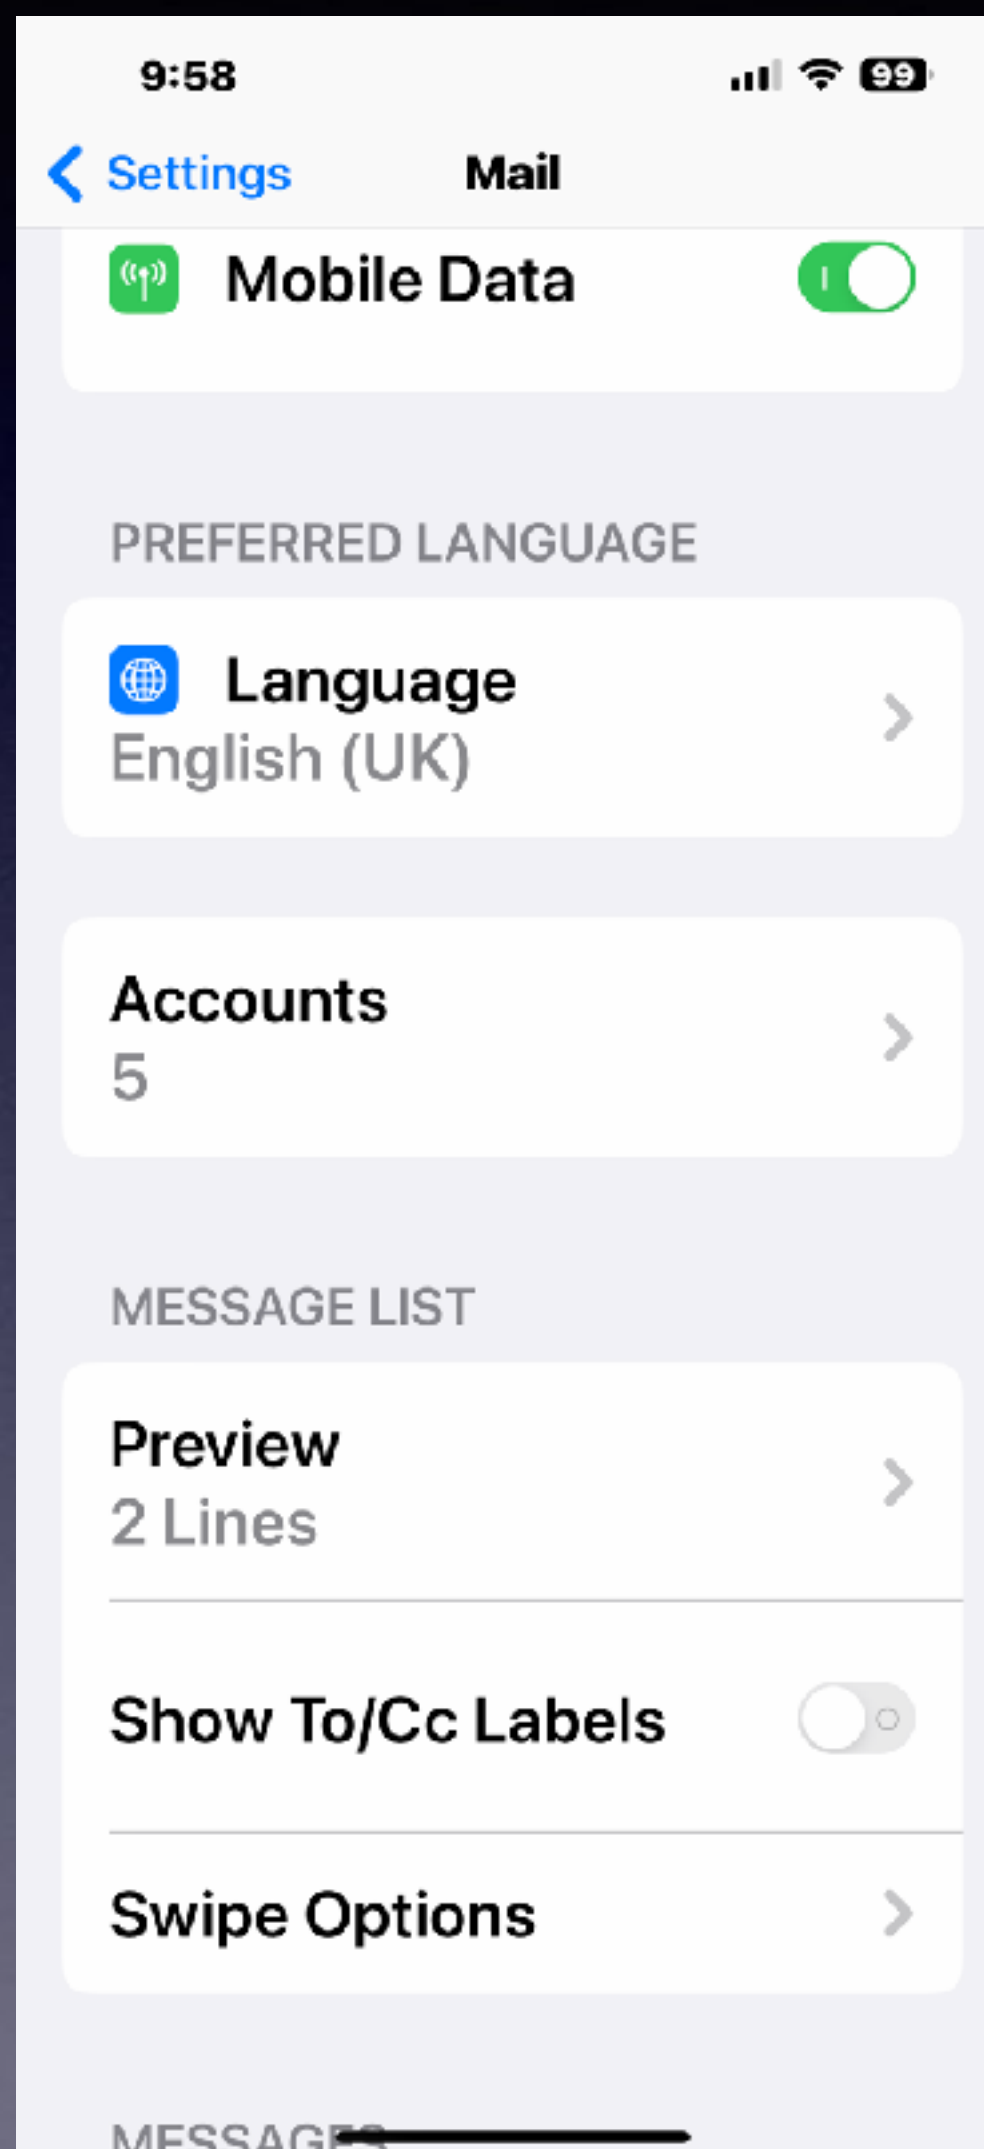 9:58
99
Settings
Mail
Mobile Data
PREFERRED LANGUAGE
Language
English (UK)
Accounts
5
MESSAGE LIST
Preview
2 Lines
Show To/Cc Labels
Swipe Options
MESSAGES